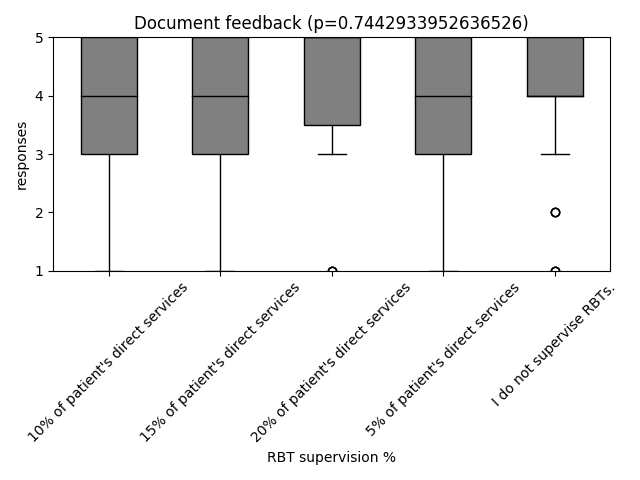 Document feedback (p=0.7442933952636526)
responses
5
4
3
2
1
10% of patient's direct services
15% of patient's direct services
20% of patient's direct services
5% of patient's direct services
I do not supervise RBTs.
RBT supervision %